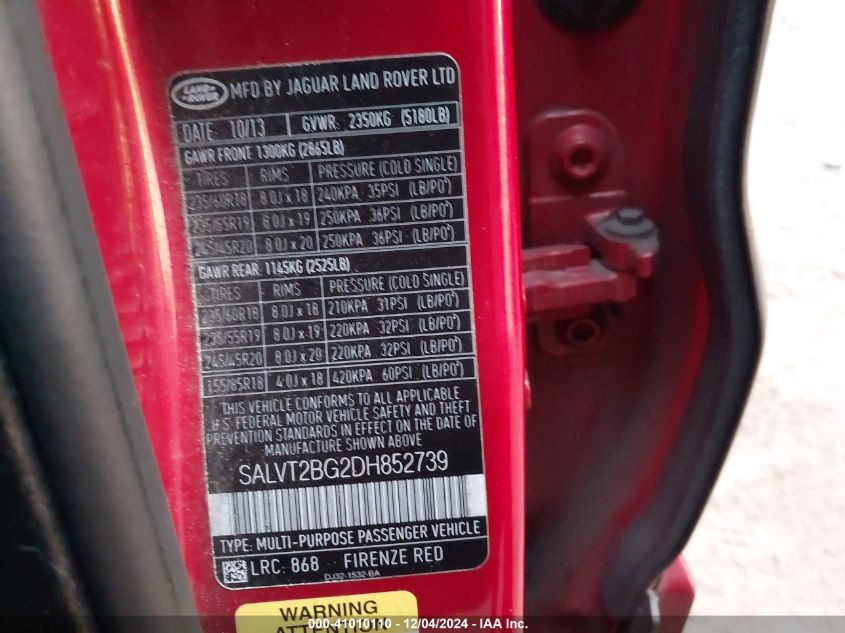 LAND ROVER MFD BY JAGUAR LAND ROVER LTD
DATE: 10/13 GVWR: 2350KG (5180LB)
GAWR FRONT: 1300KG (2865LB)
TIRES RIMS PRESSURE (COLD SINGLE)
235/60R18 8.0J x 18 240KPA 35PSI (LB/PO²)
235/55R19 8.0J x 19 250KPA 36PSI (LB/PO²)
245/45R20 8.0J x 20 250KPA 36PSI (LB/PO²)
GAWR REAR: 1145KG (2525LB)
TIRES RIMS PRESSURE (COLD SINGLE)
235/60R18 8.0J x 18 210KPA 31PSI (LB/PO²)
235/55R19 8.0J x 19 220KPA 32PSI (LB/PO²)
245/45R20 8.0J x 20 220KPA 32PSI (LB/PO²)
155/85R18 4.0J x 18 420KPA 60PSI (LB/PO²)
THIS VEHICLE CONFORMS TO ALL APPLICABLE
U.S. FEDERAL MOTOR VEHICLE SAFETY AND THEFT
PREVENTION STANDARDS IN EFFECT ON THE DATE OF
MANUFACTURE SHOWN ABOVE
SALVT2BG2DH852739
TYPE: MULTI-PURPOSE PASSENGER VEHICLE
LRC: 868 FIRENZE RED
DJ32-1532-BA
WARNING
ATTENTION
000-41010110 - 12/04/2024 - IAA Inc.